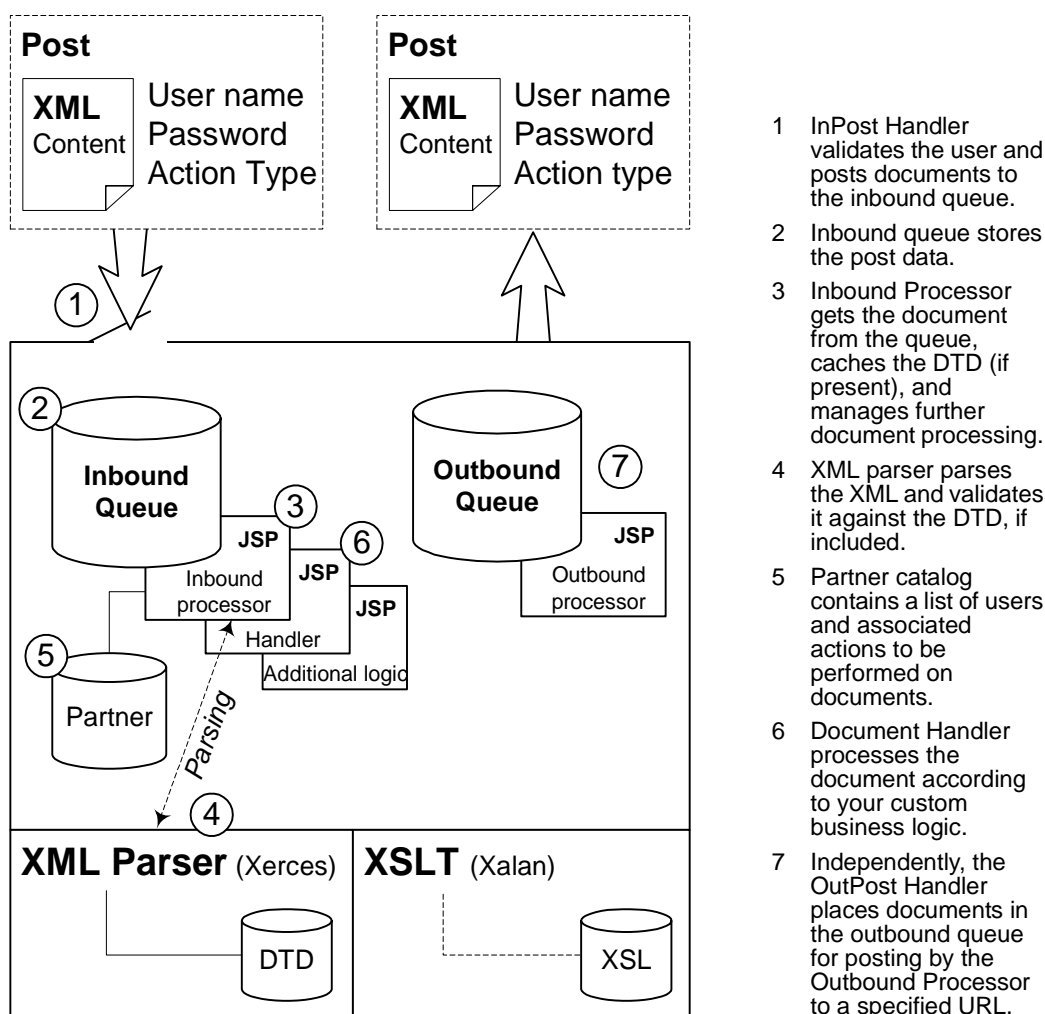 Post
XML
Content
User name
Password
Action Type
Post
XML
Content
User name
Password
Action type
1
2
Inbound
Queue
3
JSP
Inbound
processor
6
JSP
Handler
JSP
Additional logic
5
Partner
Parsing
4
Outbound
Queue
7
JSP
Outbound
processor
XML Parser (Xerces)
DTD
XSLT (Xalan)
XSL
1 InPost Handler
validates the user and
posts documents to
the inbound queue.
2 Inbound queue stores
the post data.
3 Inbound Processor
gets the document
from the queue,
caches the DTD (if
present), and
manages further
document processing.
4 XML parser parses
the XML and validates
it against the DTD, if
included.
5 Partner catalog
contains a list of users
and associated
actions to be
performed on
documents.
6 Document Handler
processes the
document according
to your custom
business logic.
7 Independently, the
OutPost Handler
places documents in
the outbound queue
for posting by the
Outbound Processor
to a specified URL.